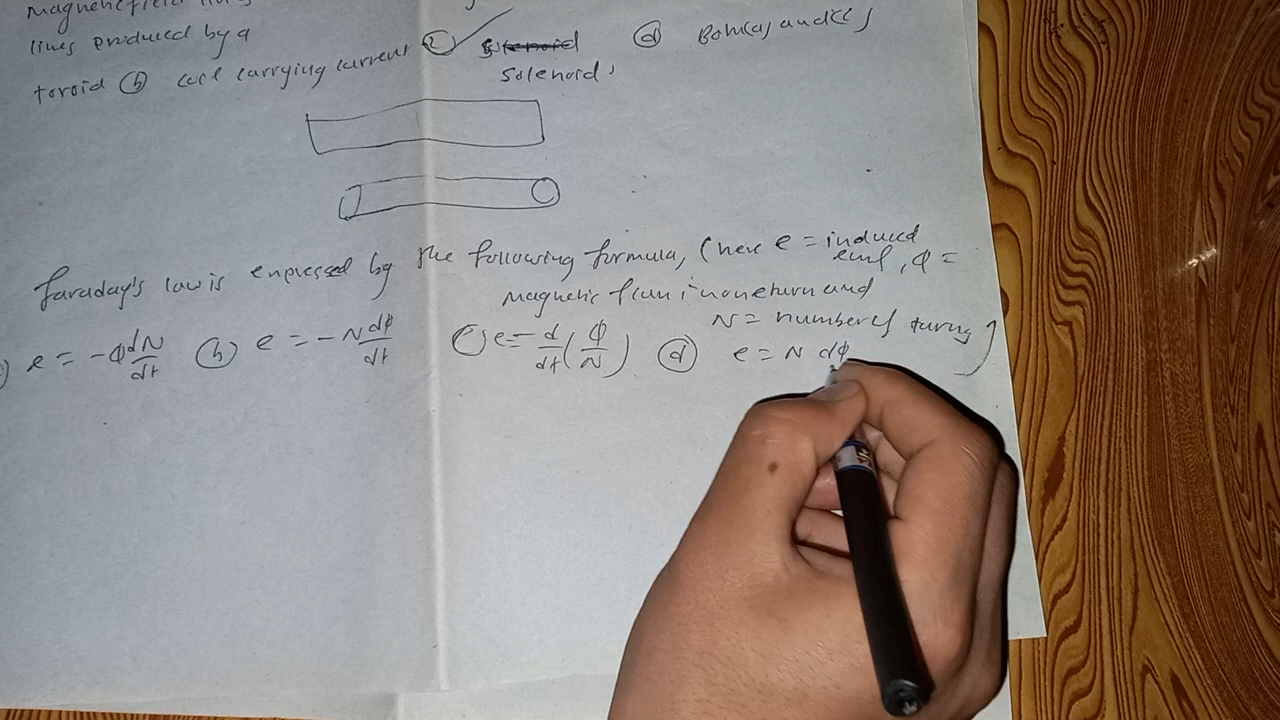 lines produced by a
toroid (b) coil carrying current (c) solenoid (d) Both (a) and (c)
solenoid,
Faraday's law is expressed by the following formula, (here e = induced
emf, φ =
magnetic flux in one turn and
N = number of turns)
) e = -φ dN/dt (b) e = -N dφ/dt (c) e = -d/dt (φ/N) (d) e = N dφ